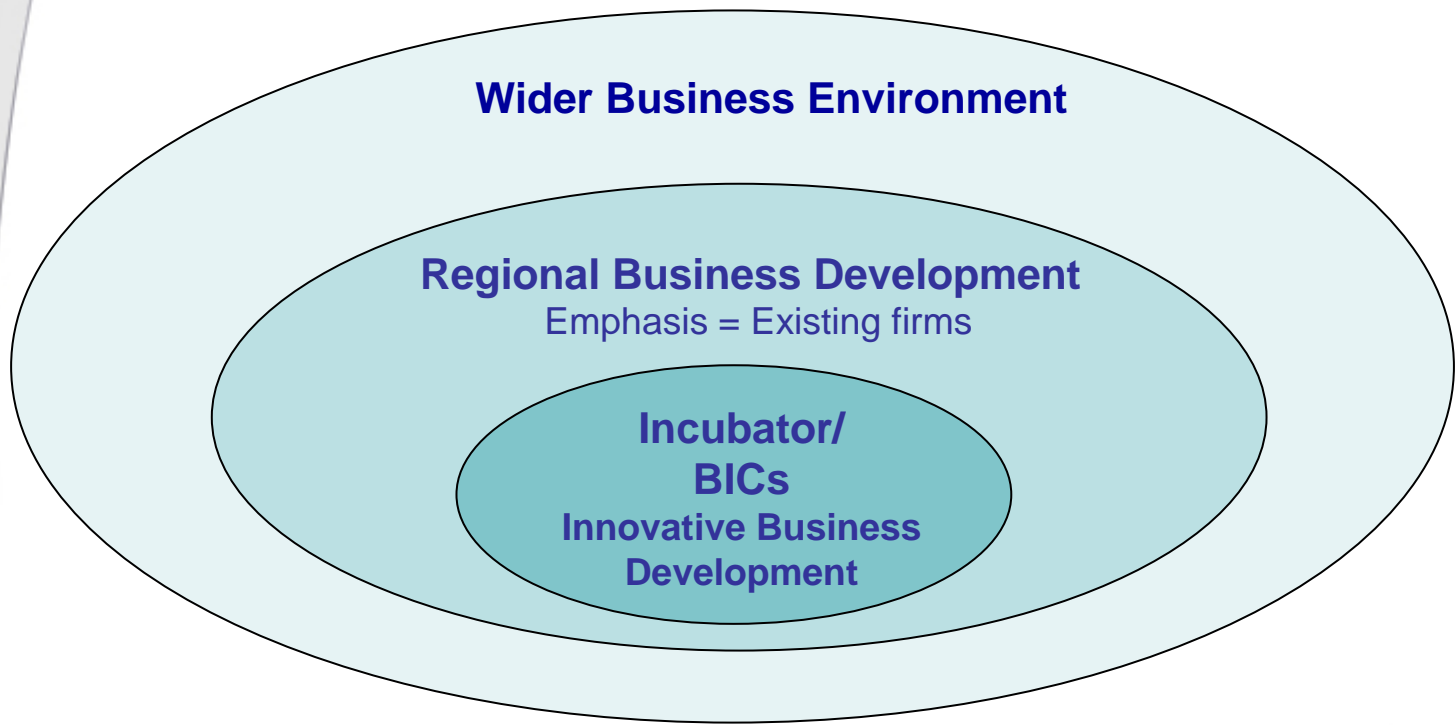 Wider Business Environment
Regional Business Development
Emphasis = Existing firms
Incubator/
BICs
Innovative Business
Development